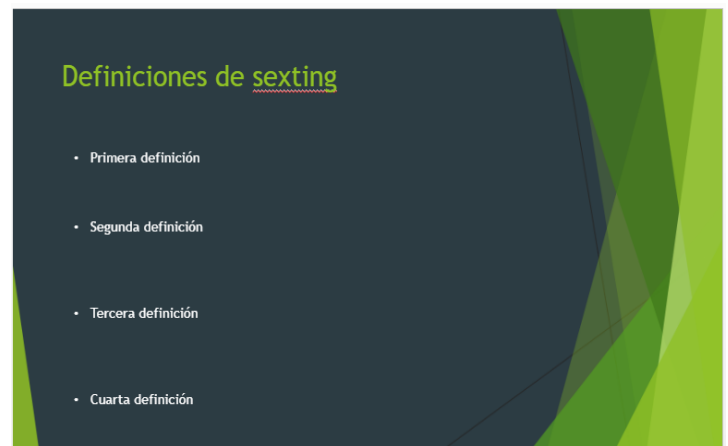 Definiciones de sexting
• Primera definición
• Segunda definición
• Tercera definición
• Cuarta definición